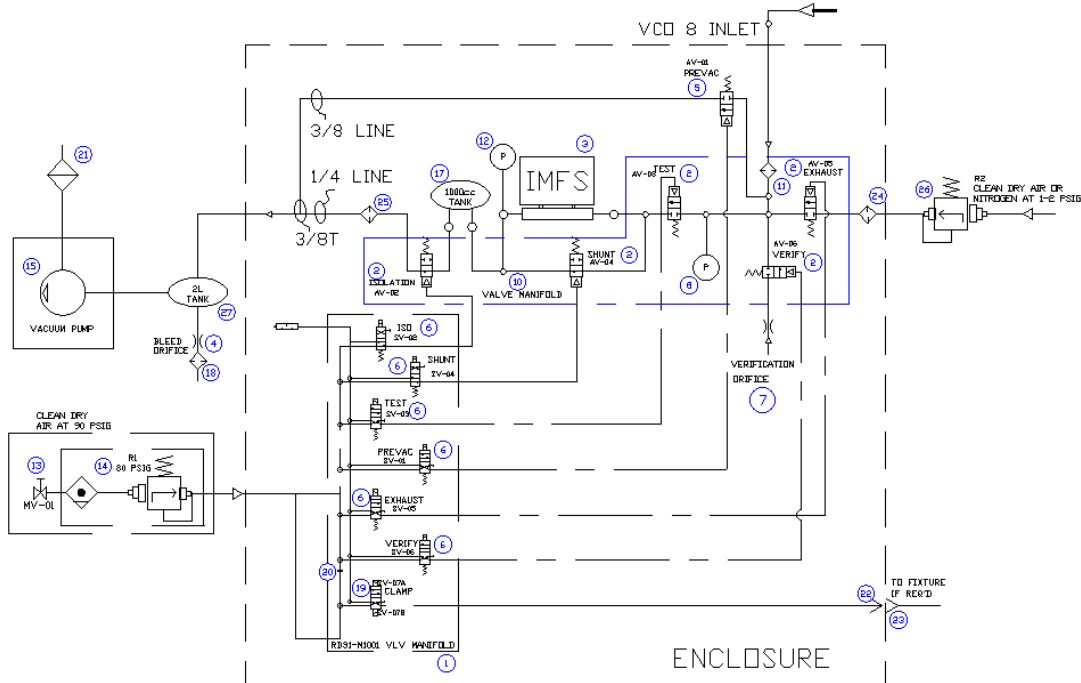 VCO 8 INLET
AV-01
PREVAC
5
3/8 LINE
1/4 LINE
3/8T
21
15
VACUUM PUMP
2L
TANK
27
BLEED
ORIFICE
4
18
25
17
1000cc
TANK
12
P
3
IMFS
TEST
AV-03
2
2
AV-05
EXHAUST
11
24
26
R2
CLEAN DRY AIR OR
NITROGEN AT 1-2 PSIG
2
ISOLATION
AV-02
10
VALVE MANIFOLD
SHUNT
AV-04
2
P
8
AV-06
VERIFY
2
VERIFICATION
ORIFICE
7
ISO
SV-02
6
6
SHUNT
SV-04
TEST
SV-03
6
PREVAC
SV-01
6
6
EXHAUST
SV-05
VERIFY
SV-06
6
20
19
SV-07A
CLAMP
SV-07B
CLEAN DRY
AIR AT 90 PSIG
13
MV-01
14
R1
80 PSIG
22
TO FIXTURE
IF REQ'D
23
RD31-N1001 VLV MANIFOLD
1
ENCLOSURE